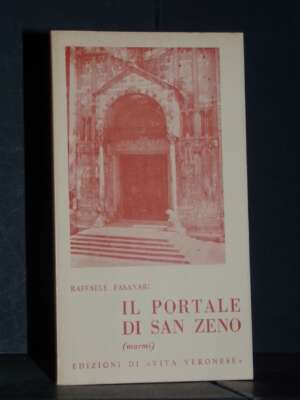 RAFFAELE FASANARI
IL PORTALE
DI SAN ZENO
(marmi)
EDIZIONI DI «VITA VERONESE»